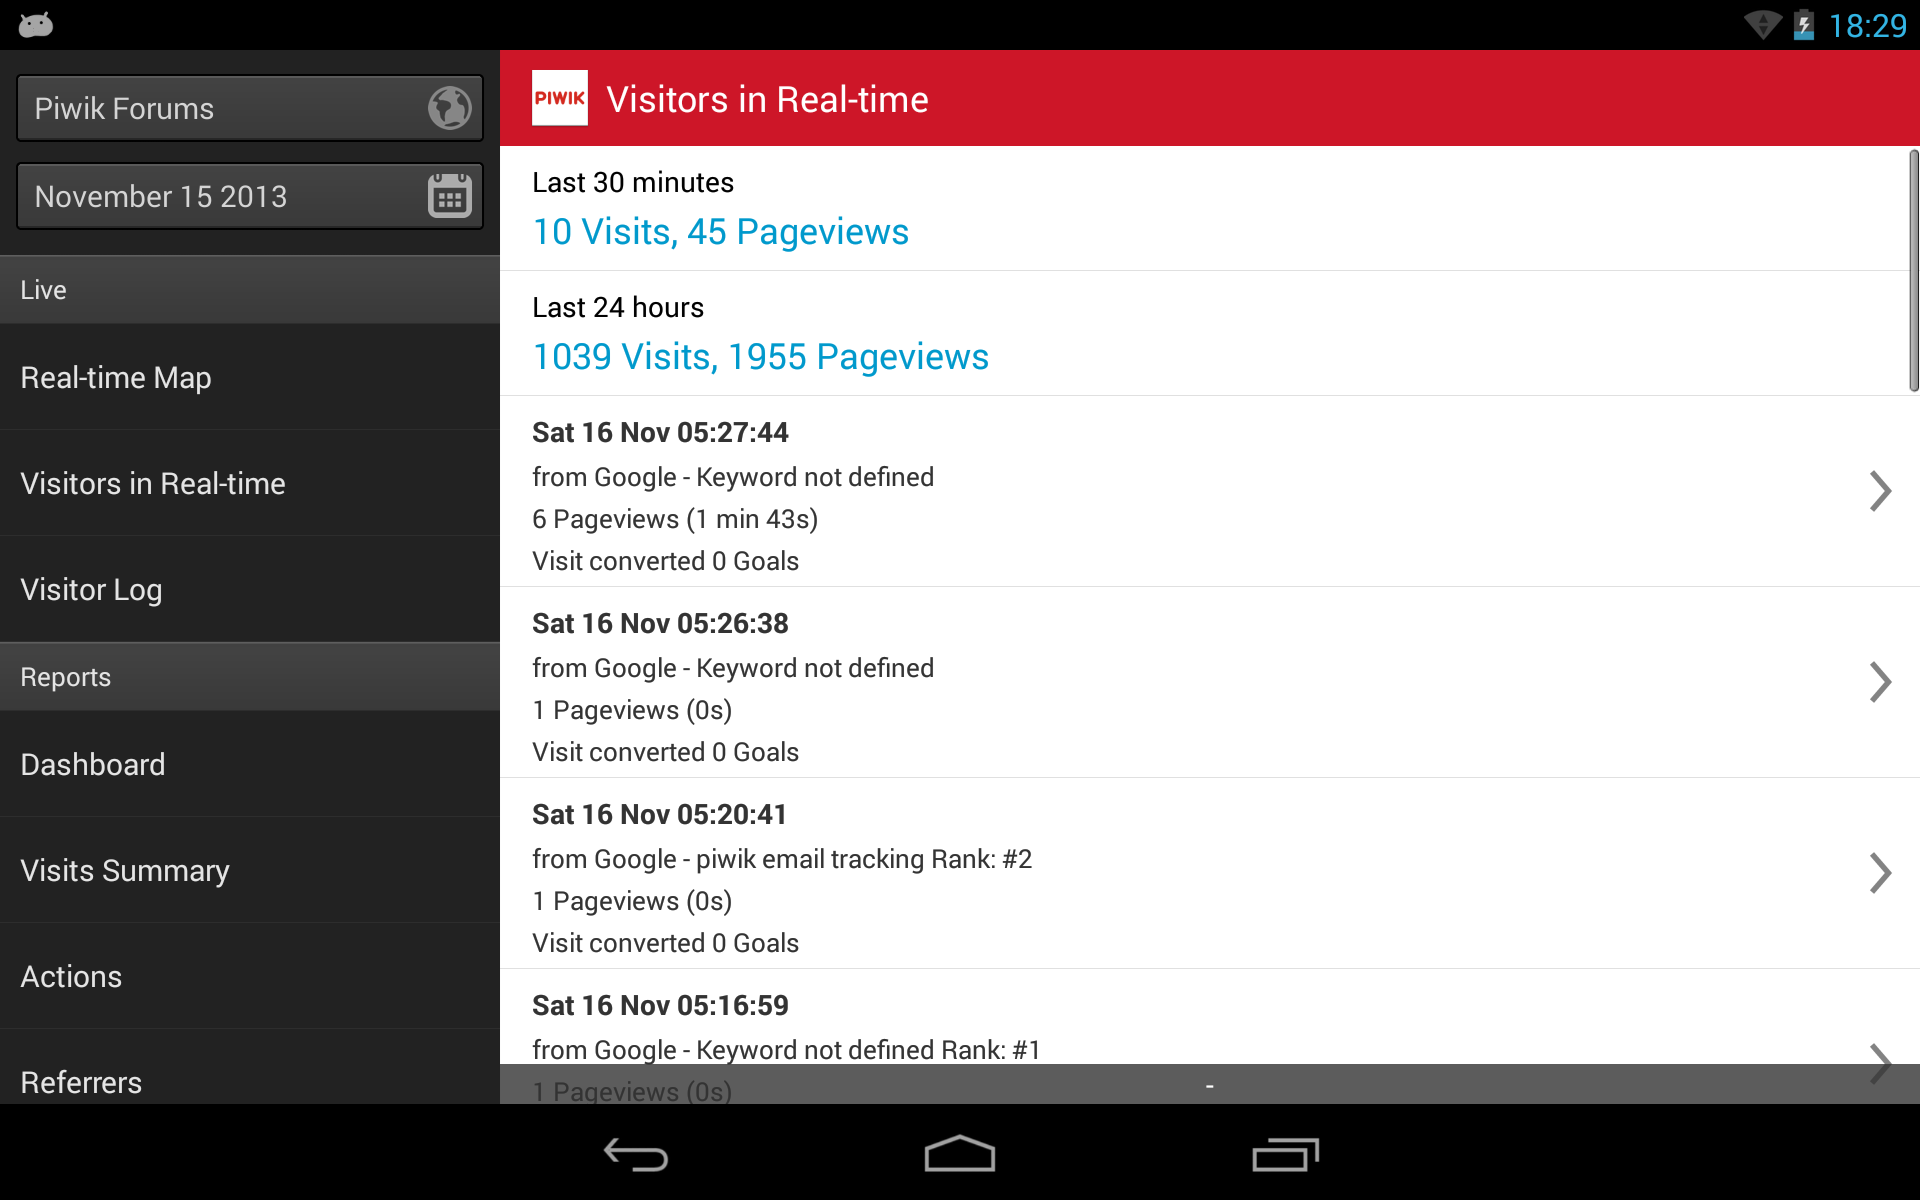 18:29
Piwik Forums
November 15 2013
Live
Real-time Map
Visitors in Real-time
Visitor Log
Reports
Dashboard
Visits Summary
Actions
Referrers
PIWIK
Visitors in Real-time
Last 30 minutes
10 Visits, 45 Pageviews
Last 24 hours
1039 Visits, 1955 Pageviews
Sat 16 Nov 05:27:44
from Google - Keyword not defined
6 Pageviews (1 min 43s)
Visit converted 0 Goals
Sat 16 Nov 05:26:38
from Google - Keyword not defined
1 Pageviews (0s)
Visit converted 0 Goals
Sat 16 Nov 05:20:41
from Google - piwik email tracking Rank: #2
1 Pageviews (0s)
Visit converted 0 Goals
Sat 16 Nov 05:16:59
from Google - Keyword not defined Rank: #1
1 Pageviews (0s)
-